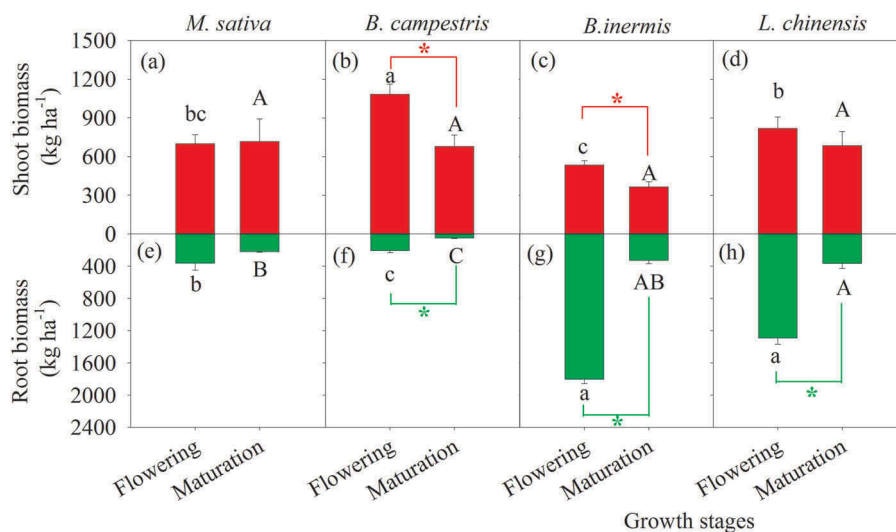 M. sativa B. campestris B.inermis L. chinensis
1500
1200
900
600
300
0
400
800
1200
1600
2000
2400
Shoot biomass
(kg ha⁻¹)
Root biomass
(kg ha⁻¹)
(a) bc A
(b) a * A
(c) c * A
(d) b A
(e) b B
(f) c C *
(g) a AB *
(h) a A *
Flowering Maturation Flowering Maturation Flowering Maturation Flowering Maturation
Growth stages